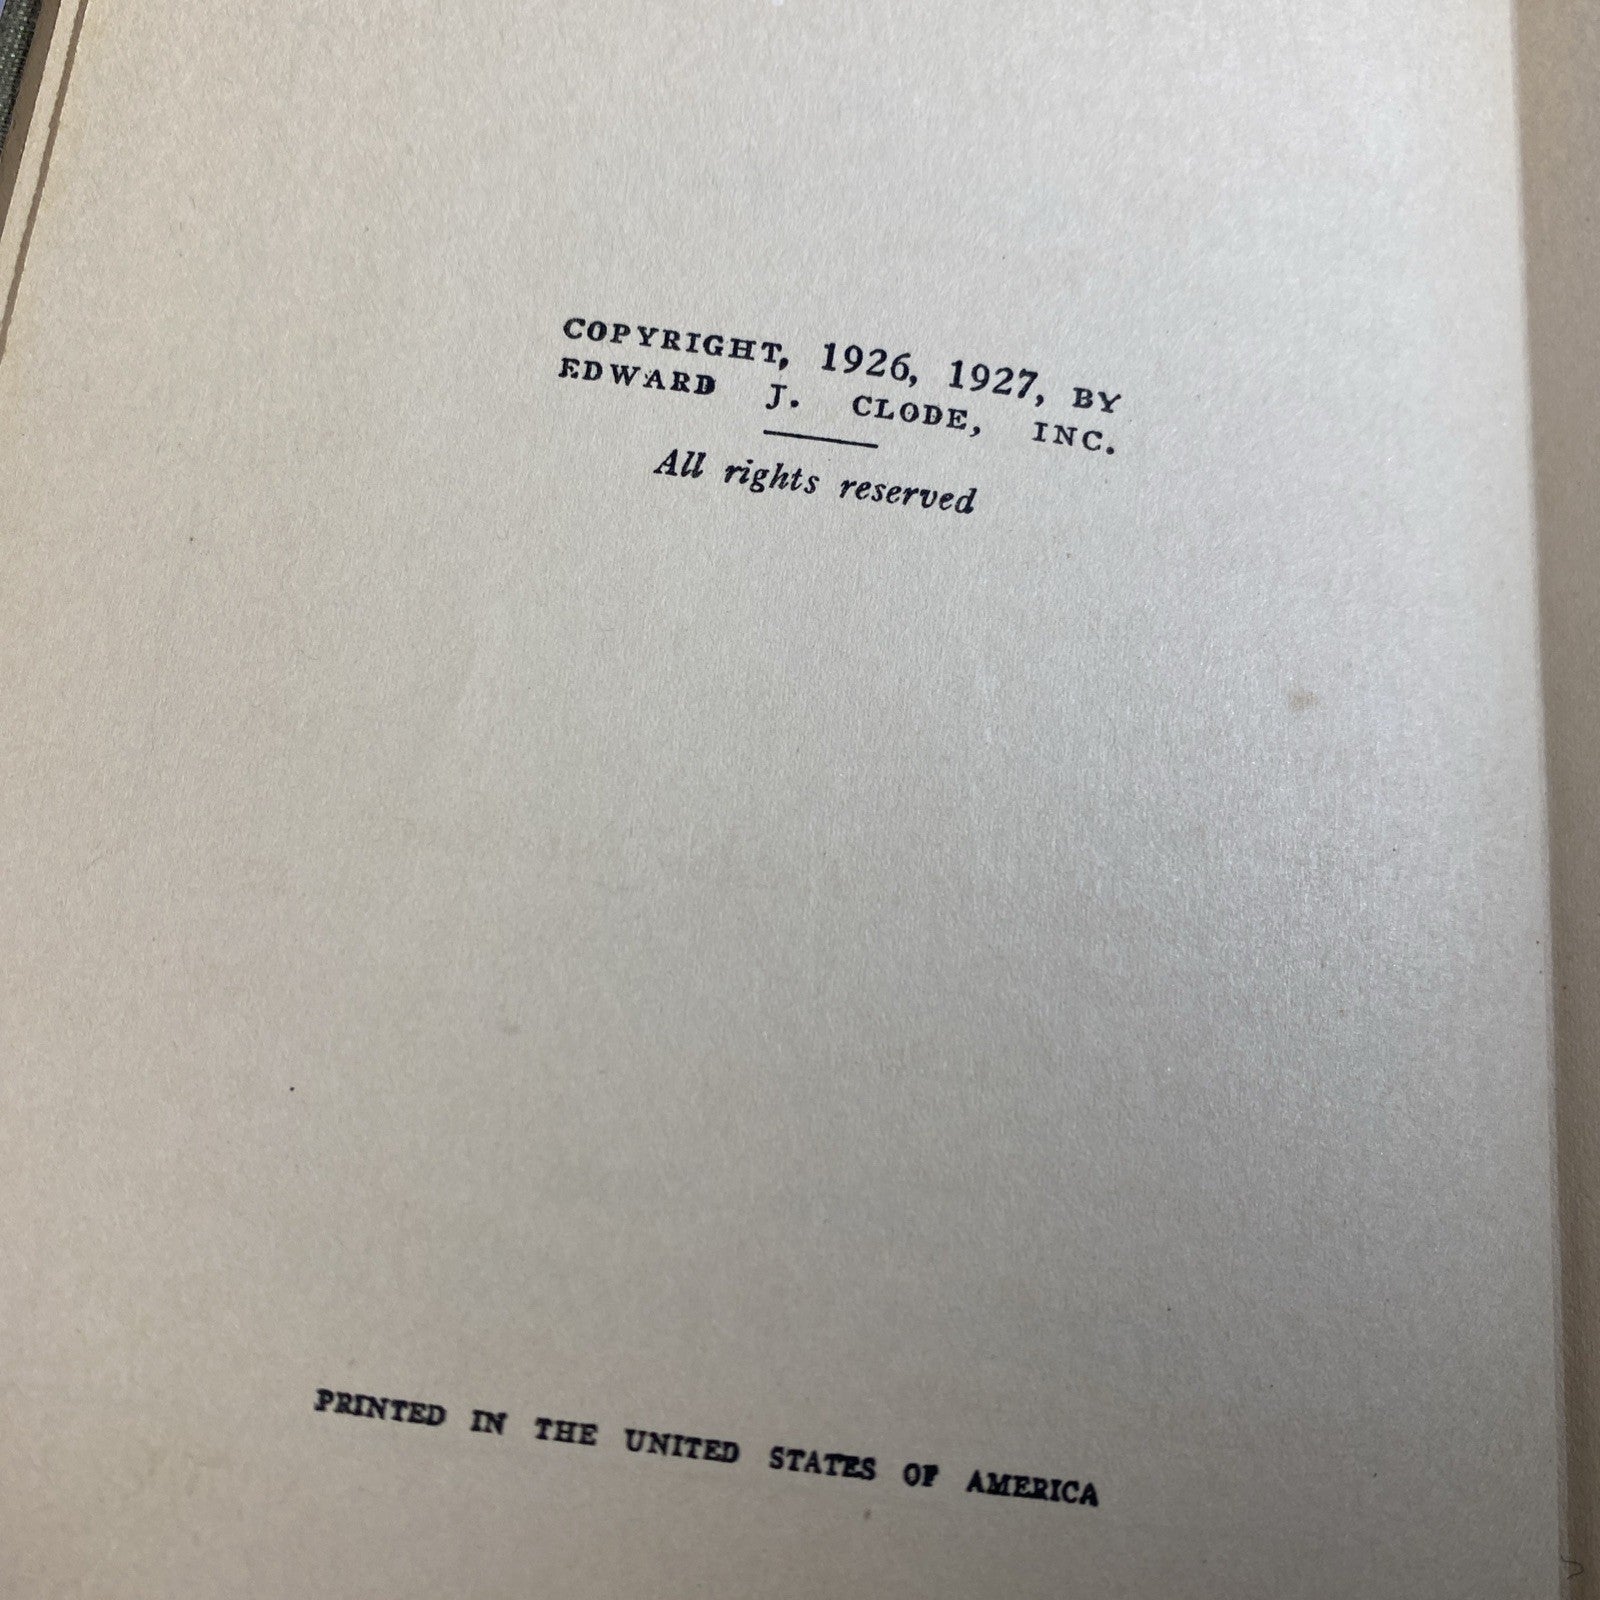 COPYRIGHT, 1926, 1927, BY
EDWARD J. CLODE, INC.
All rights reserved
PRINTED IN THE UNITED STATES OF AMERICA